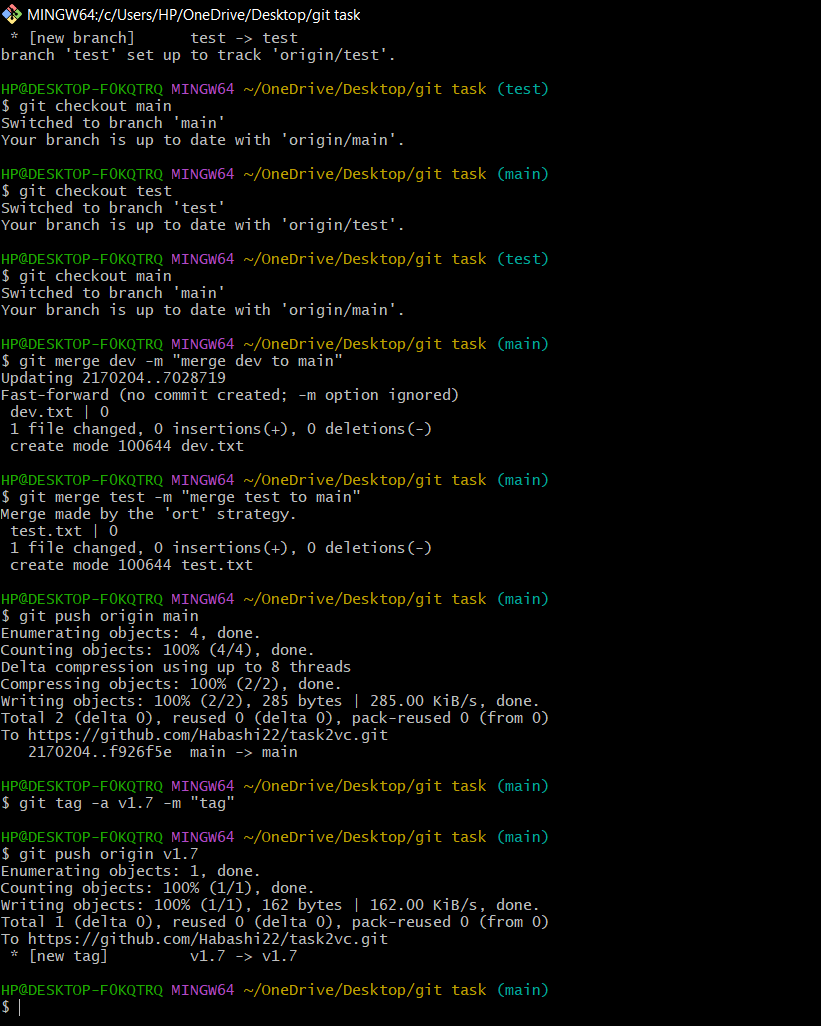 MINGW64:/c/Users/HP/OneDrive/Desktop/git task
 * [new branch]      test -> test
branch 'test' set up to track 'origin/test'.
HP@DESKTOP-F0KQTRQ MINGW64 ~/OneDrive/Desktop/git task (test)
$ git checkout main
Switched to branch 'main'
Your branch is up to date with 'origin/main'.
HP@DESKTOP-F0KQTRQ MINGW64 ~/OneDrive/Desktop/git task (main)
$ git checkout test
Switched to branch 'test'
Your branch is up to date with 'origin/test'.
HP@DESKTOP-F0KQTRQ MINGW64 ~/OneDrive/Desktop/git task (test)
$ git checkout main
Switched to branch 'main'
Your branch is up to date with 'origin/main'.
HP@DESKTOP-F0KQTRQ MINGW64 ~/OneDrive/Desktop/git task (main)
$ git merge dev -m "merge dev to main"
Updating 2170204..7028719
Fast-forward (no commit created; -m option ignored)
 dev.txt | 0
 1 file changed, 0 insertions(+), 0 deletions(-)
 create mode 100644 dev.txt
HP@DESKTOP-F0KQTRQ MINGW64 ~/OneDrive/Desktop/git task (main)
$ git merge test -m "merge test to main"
Merge made by the 'ort' strategy.
 test.txt | 0
 1 file changed, 0 insertions(+), 0 deletions(-)
 create mode 100644 test.txt
HP@DESKTOP-F0KQTRQ MINGW64 ~/OneDrive/Desktop/git task (main)
$ git push origin main
Enumerating objects: 4, done.
Counting objects: 100% (4/4), done.
Delta compression using up to 8 threads
Compressing objects: 100% (2/2), done.
Writing objects: 100% (2/2), 285 bytes | 285.00 KiB/s, done.
Total 2 (delta 0), reused 0 (delta 0), pack-reused 0 (from 0)
To https://github.com/Habashi22/task2vc.git
   2170204..f926f5e  main -> main
HP@DESKTOP-F0KQTRQ MINGW64 ~/OneDrive/Desktop/git task (main)
$ git tag -a v1.7 -m "tag"
HP@DESKTOP-F0KQTRQ MINGW64 ~/OneDrive/Desktop/git task (main)
$ git push origin v1.7
Enumerating objects: 1, done.
Counting objects: 100% (1/1), done.
Writing objects: 100% (1/1), 162 bytes | 162.00 KiB/s, done.
Total 1 (delta 0), reused 0 (delta 0), pack-reused 0 (from 0)
To https://github.com/Habashi22/task2vc.git
 * [new tag]         v1.7 -> v1.7
HP@DESKTOP-F0KQTRQ MINGW64 ~/OneDrive/Desktop/git task (main)
$